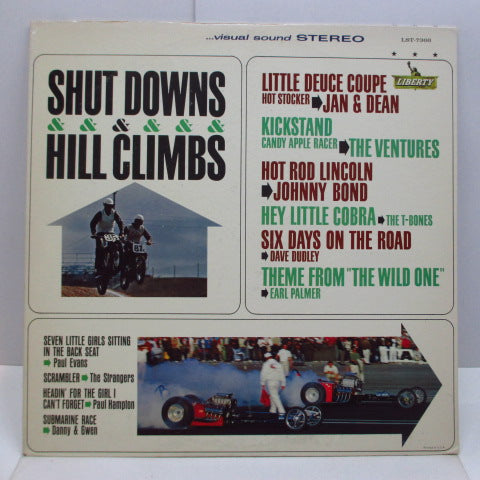 ...visual sound STEREO
LST-7366
LIBERTY
SHUT DOWNS
& & & & & &
HILL CLIMBS
LITTLE DEUCE COUPE
HOT STOCKER JAN & DEAN
KICKSTAND
CANDY APPLE RACER THE VENTURES
HOT ROD LINCOLN
JOHNNY BOND
HEY LITTLE COBRA THE T-BONES
SIX DAYS ON THE ROAD
DAVE DUDLEY
THEME FROM "THE WILD ONE"
EARL PALMER
SEVEN LITTLE GIRLS SITTING
IN THE BACK SEAT
Paul Evans
SCRAMBLER The Strangers
HEADIN' FOR THE GIRL I
CAN'T FORGET Paul Hampton
SUBMARINE RACE
Danny & Gwen